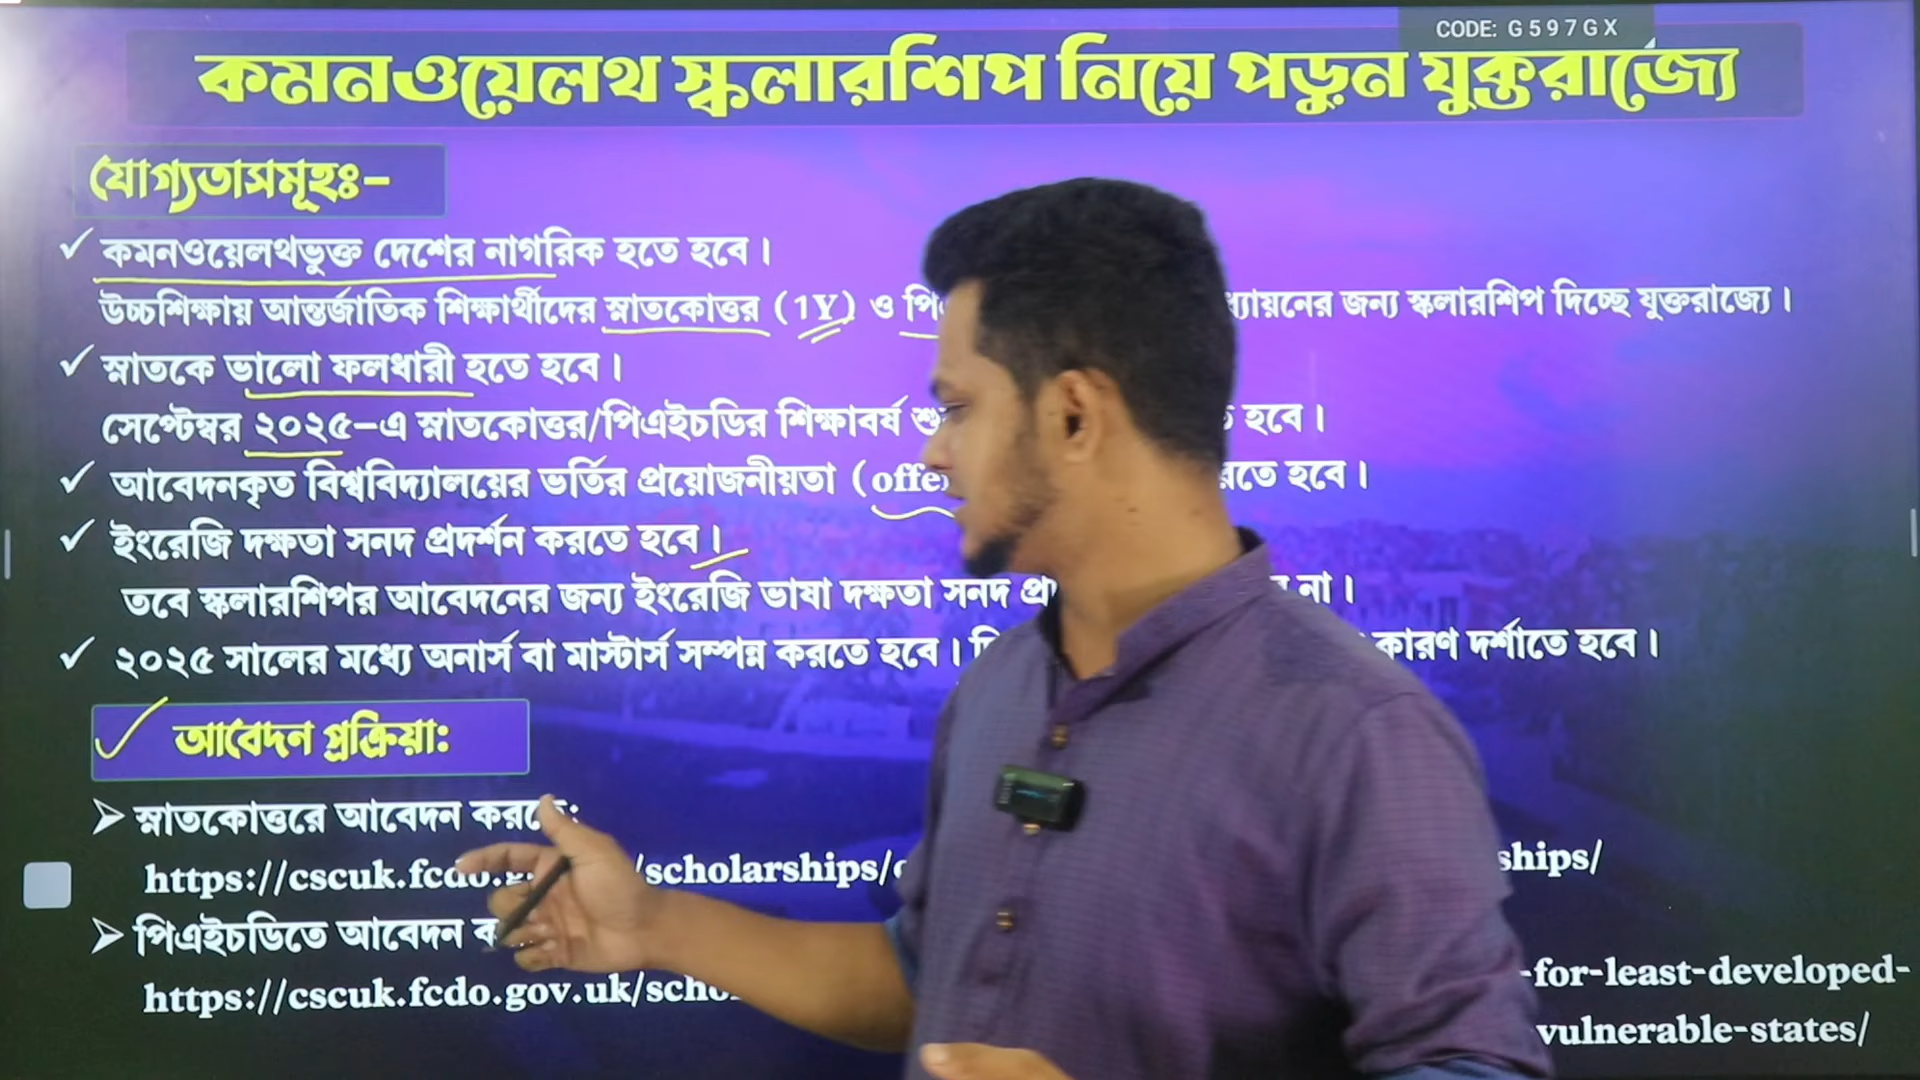 CODE: G597GX
কমনওয়েলথ স্কলারশিপ নিয়ে পড়ুন যুক্তরাজ্যে
যোগ্যতাসমূহঃ-
✓ কমনওয়েলথভুক্ত দেশের নাগরিক হতে হবে।
উচ্চশিক্ষায় আন্তর্জাতিক শিক্ষার্থীদের স্নাতকোত্তর (1Y) ও জন্য স্কলারশিপ দিচ্ছে যুক্তরাজ্যে।
✓ স্নাতকে ভালো ফলধারী হতে হবে।
সেপ্টেম্বর ২০২৫-এ স্নাতকোত্তর/পিএইচডির শিক্ষাবর্ষ হবে।
✓ আবেদনকৃত বিশ্ববিদ্যালয়ের ভর্তির প্রয়োজনীয়তা ( হবে।
✓ ইংরেজি দক্ষতা সনদ প্রদর্শন করতে হবে।
তবে স্কলারশিপর আবেদনের জন্য ইংরেজি ভাষা দক্ষতা সনদ না।
✓ ২০২৫ সালের মধ্যে অনার্স বা মাস্টার্স সম্পন্ন করতে হবে। কারণ দর্শাতে হবে।
আবেদন প্রক্রিয়া:
➢ স্নাতকোত্তরে আবেদন
https://cscuk.fcdo. /scholarships/ ships/
➢ পিএইচডিতে আবেদন
https://cscuk.fcdo.gov.uk/ -for-least-developed-
vulnerable-states/